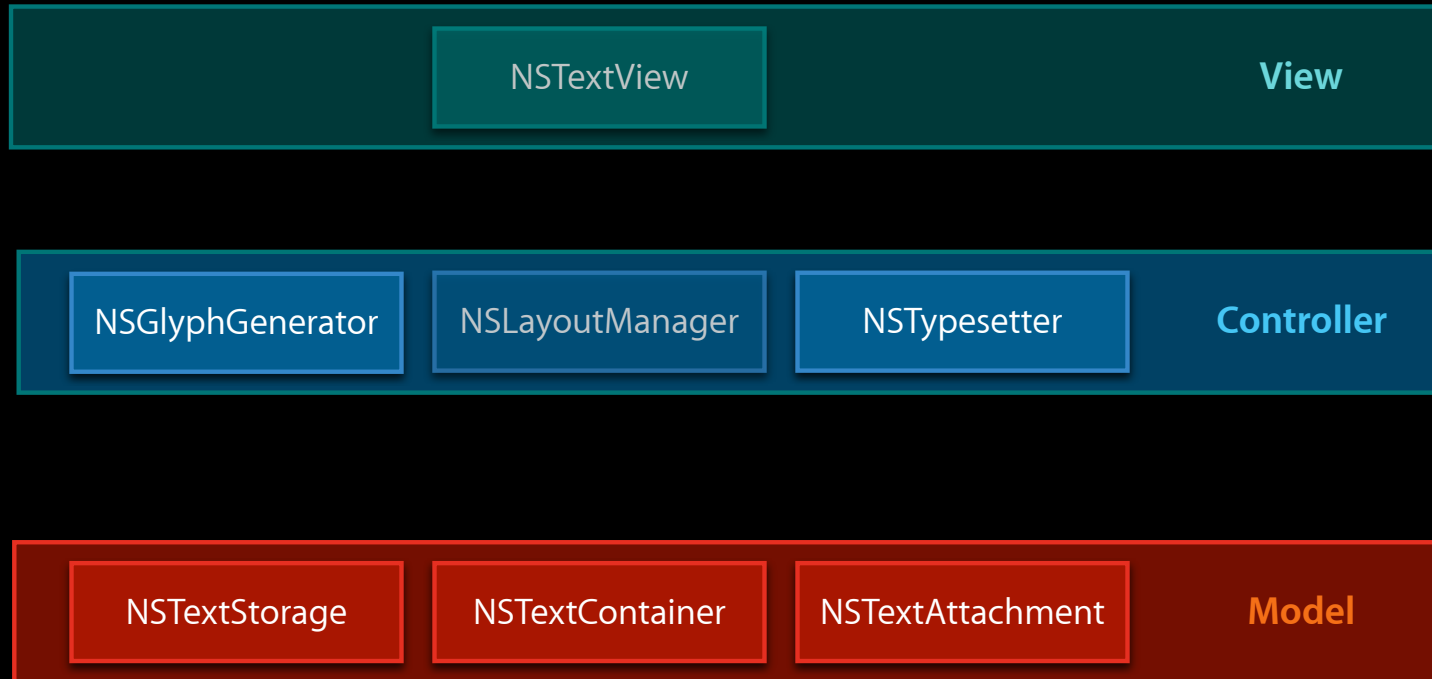 NSTextView
View
NSGlyphGenerator
NSLayoutManager
NSTypesetter
Controller
NSTextStorage
NSTextContainer
NSTextAttachment
Model